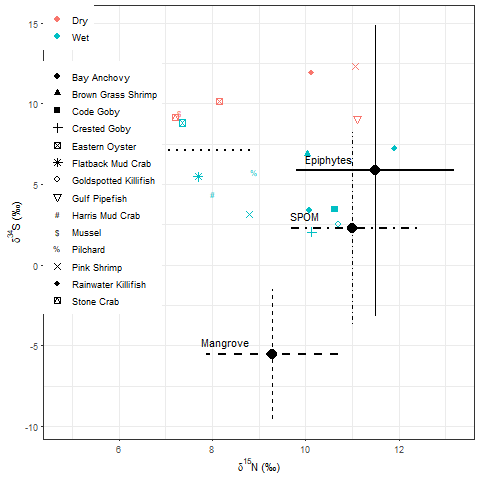 Dry
Wet
Bay Anchovy
Brown Grass Shrimp
Code Goby
Crested Goby
Eastern Oyster
Flatback Mud Crab
Goldspotted Killifish
Gulf Pipefish
# Harris Mud Crab
$ Mussel
% Pilchard
Pink Shrimp
Rainwater Killifish
Stone Crab
15
10
5
0
-5
-10
δ³⁴S (‰)
$
#
%
Epiphytes
SPOM
Mangrove
6 8 10 12
δ¹⁵N (‰)